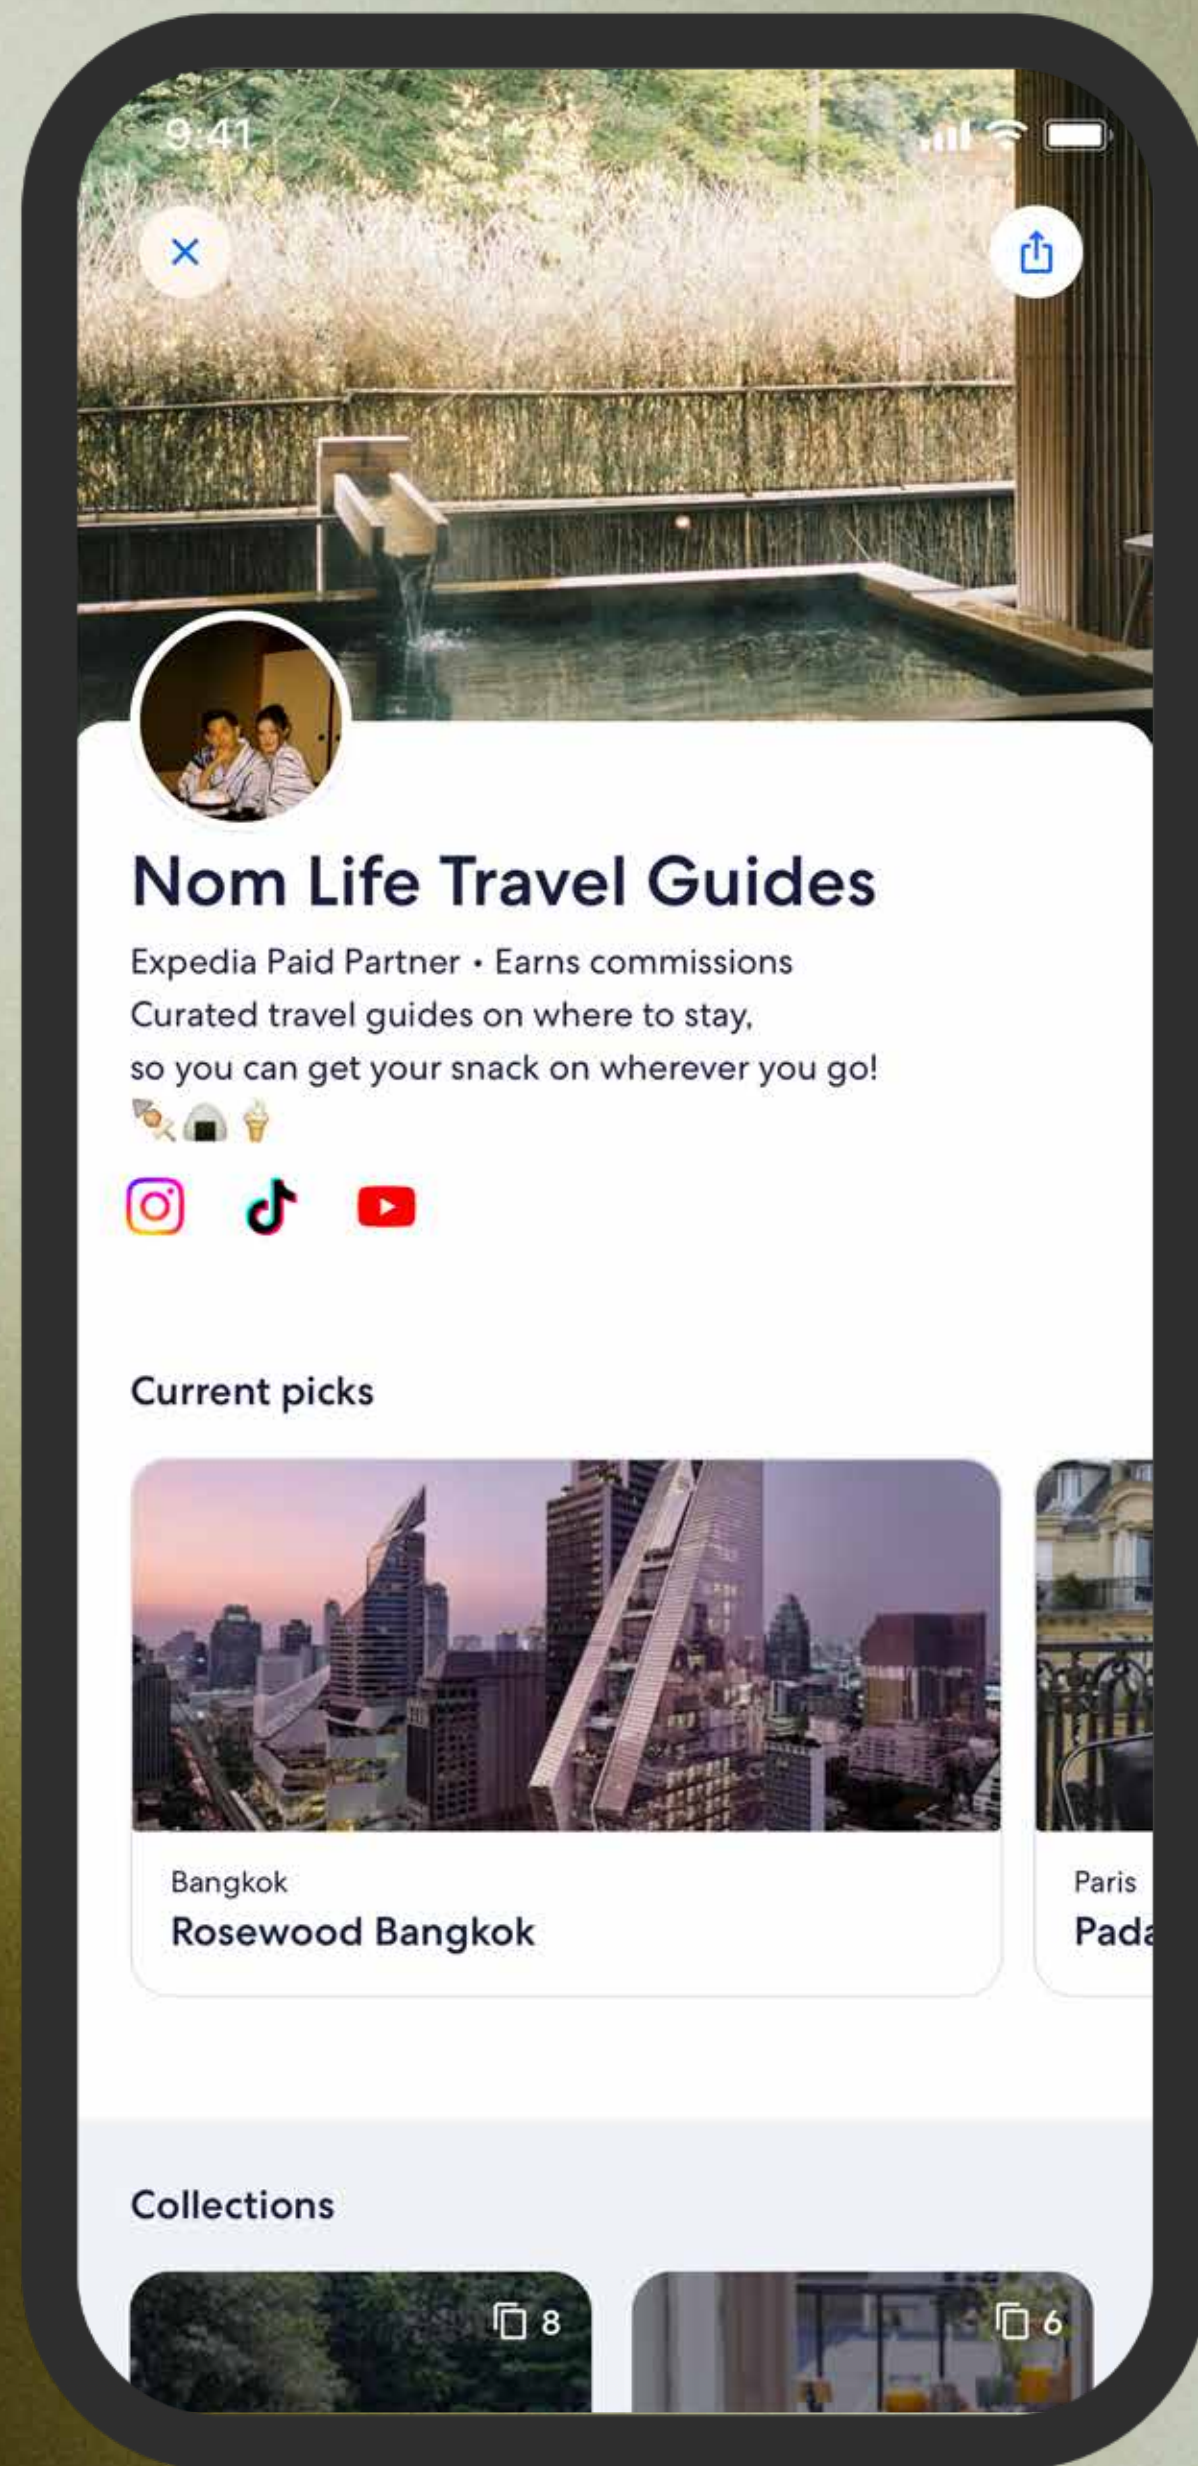 9:41
Nom Life Travel Guides
Expedia Paid Partner • Earns commissions
Curated travel guides on where to stay,
so you can get your snack on wherever you go!
🍢🍙🍦
Current picks
Bangkok
Rosewood Bangkok
Paris
Collections
8
6